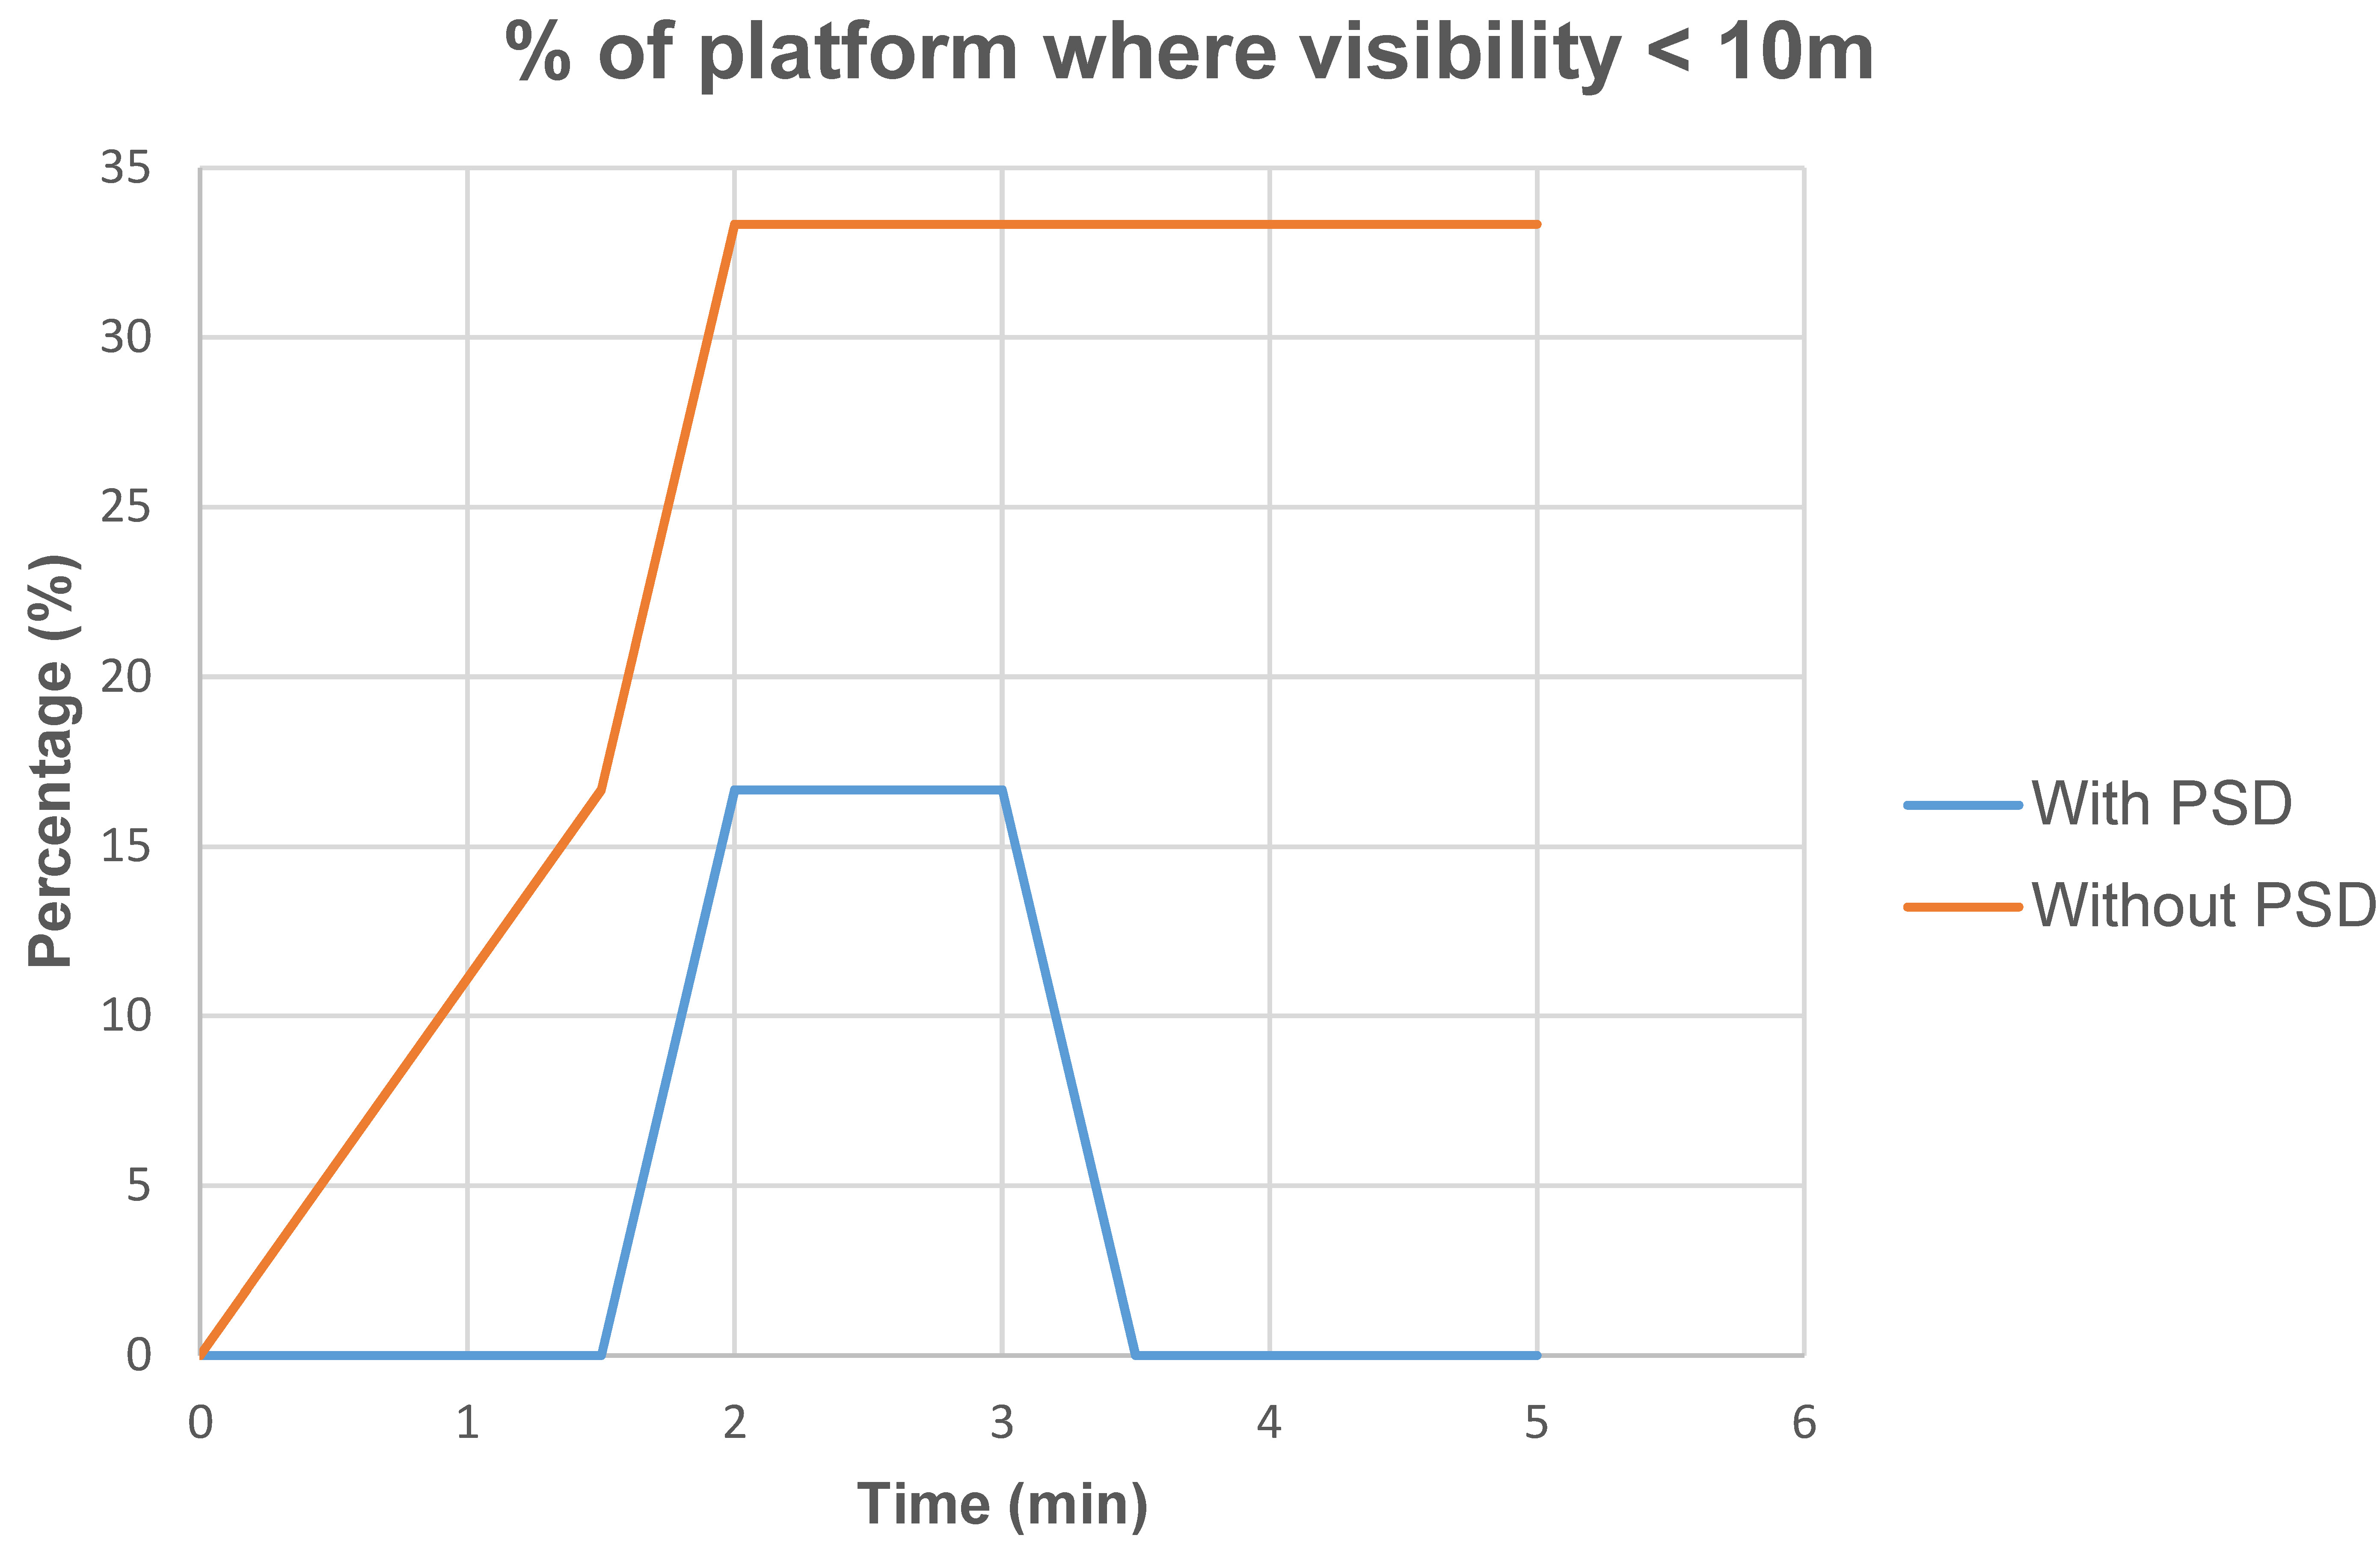 % of platform where visibility < 10m
35
30
25
20
15
10
5
0
Percentage (%)
0 1 2 3 4 5 6
Time (min)
With PSD
Without PSD